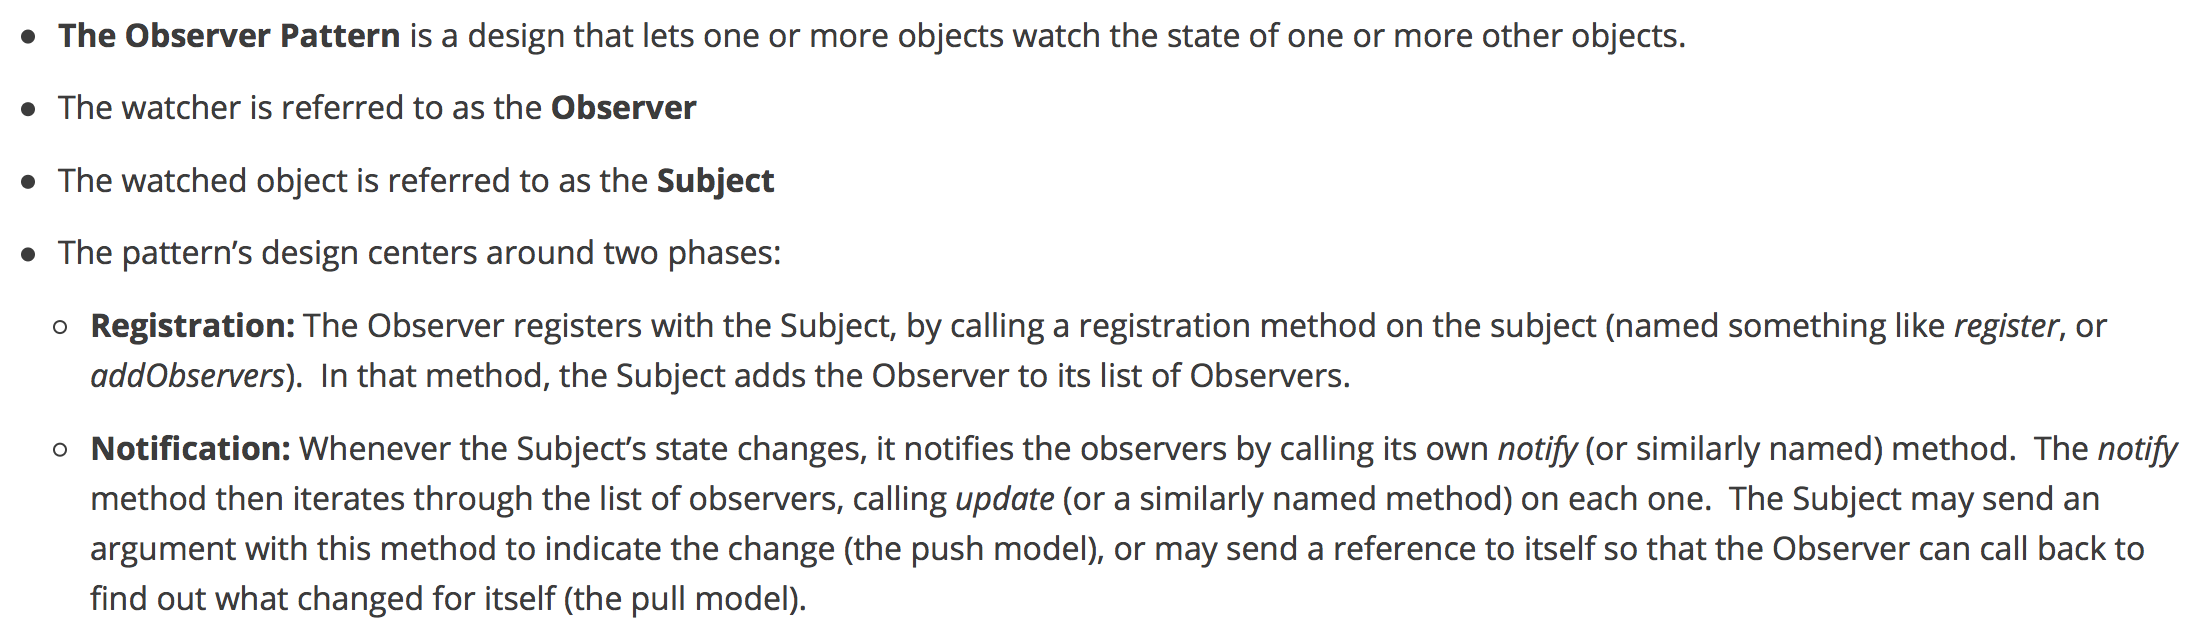 • The Observer Pattern is a design that lets one or more objects watch the state of one or more other objects.
• The watcher is referred to as the Observer
• The watched object is referred to as the Subject
• The pattern’s design centers around two phases:
○ Registration: The Observer registers with the Subject, by calling a registration method on the subject (named something like register, or
addObservers).  In that method, the Subject adds the Observer to its list of Observers.
○ Notification: Whenever the Subject’s state changes, it notifies the observers by calling its own notify (or similarly named) method.  The notify
method then iterates through the list of observers, calling update (or a similarly named method) on each one.  The Subject may send an
argument with this method to indicate the change (the push model), or may send a reference to itself so that the Observer can call back to
find out what changed for itself (the pull model).